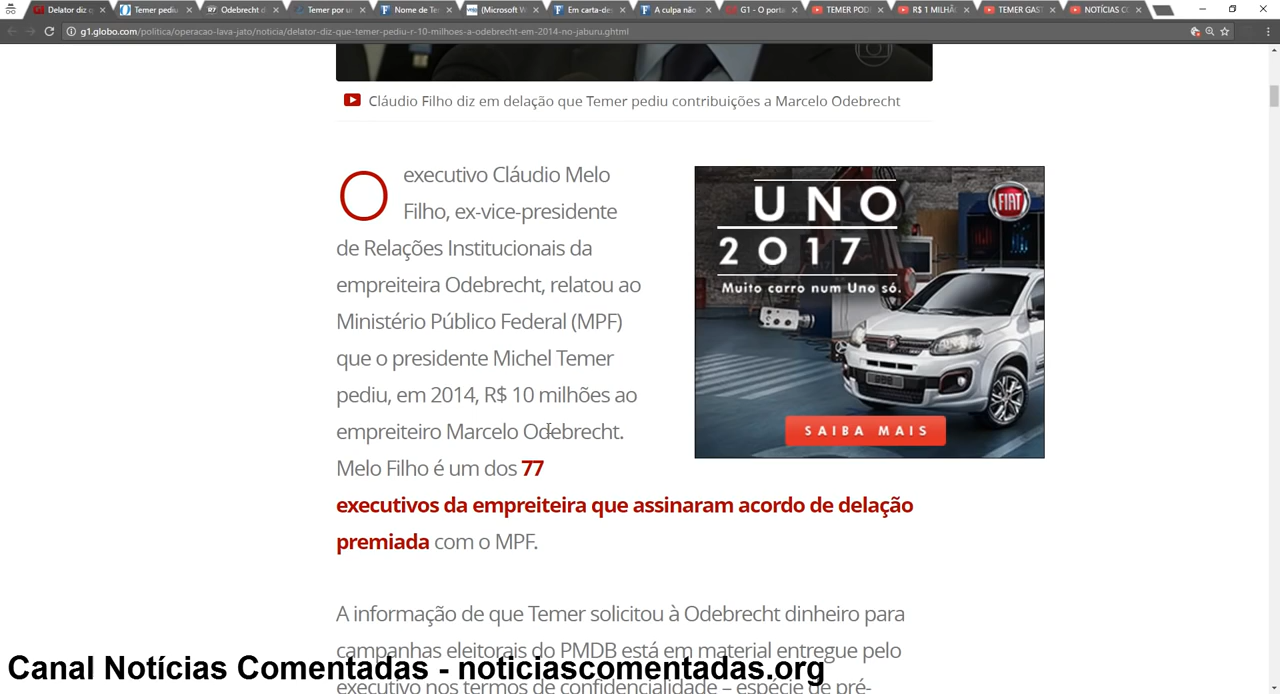 Delator diz q
Temer pediu
Odebrecht d
Temer por un
Nome de Ter
(Microsoft W
Em carta-des
A culpa não
G1 - O porta
TEMER POD
R$ 1 MILHÃ
TEMER GAST
NOTÍCIAS C
g1.globo.com/politica/operacao-lava-jato/noticia/delator-diz-que-temer-pediu-r-10-milhoes-a-odebrecht-em-2014-no-jaburu.ghtml
Cláudio Filho diz em delação que Temer pediu contribuições a Marcelo Odebrecht
O executivo Cláudio Melo
Filho, ex-vice-presidente
de Relações Institucionais da
empreiteira Odebrecht, relatou ao
Ministério Público Federal (MPF)
que o presidente Michel Temer
pediu, em 2014, R$ 10 milhões ao
empreiteiro Marcelo Odebrecht.
Melo Filho é um dos 77
executivos da empreiteira que assinaram acordo de delação
premiada com o MPF.
UNO
2017
Muito carro num Uno só.
FIAT
SAIBA MAIS
A informação de que Temer solicitou à Odebrecht dinheiro para
campanhas eleitorais do PMDB está em material entregue pelo
executivo nos termos de confidencialidade – espécie de pré-
Canal Notícias Comentadas - noticiascomentadas.org